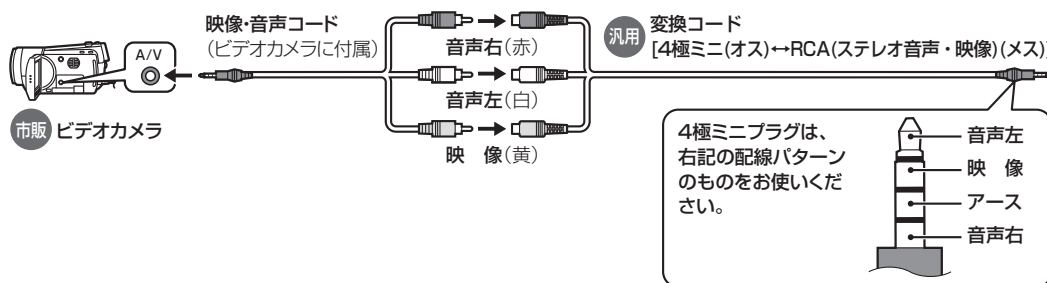 映像・音声コード
(ビデオカメラに付属)
A/V
市販 ビデオカメラ
音声右(赤)
音声左(白)
映 像(黄)
汎用 変換コード
[4極ミニ(オス)↔RCA(ステレオ音声・映像)(メス)]
4極ミニプラグは、
右記の配線パターン
のものをお使いくだ
さい。
音声左
映 像
アース
音声右